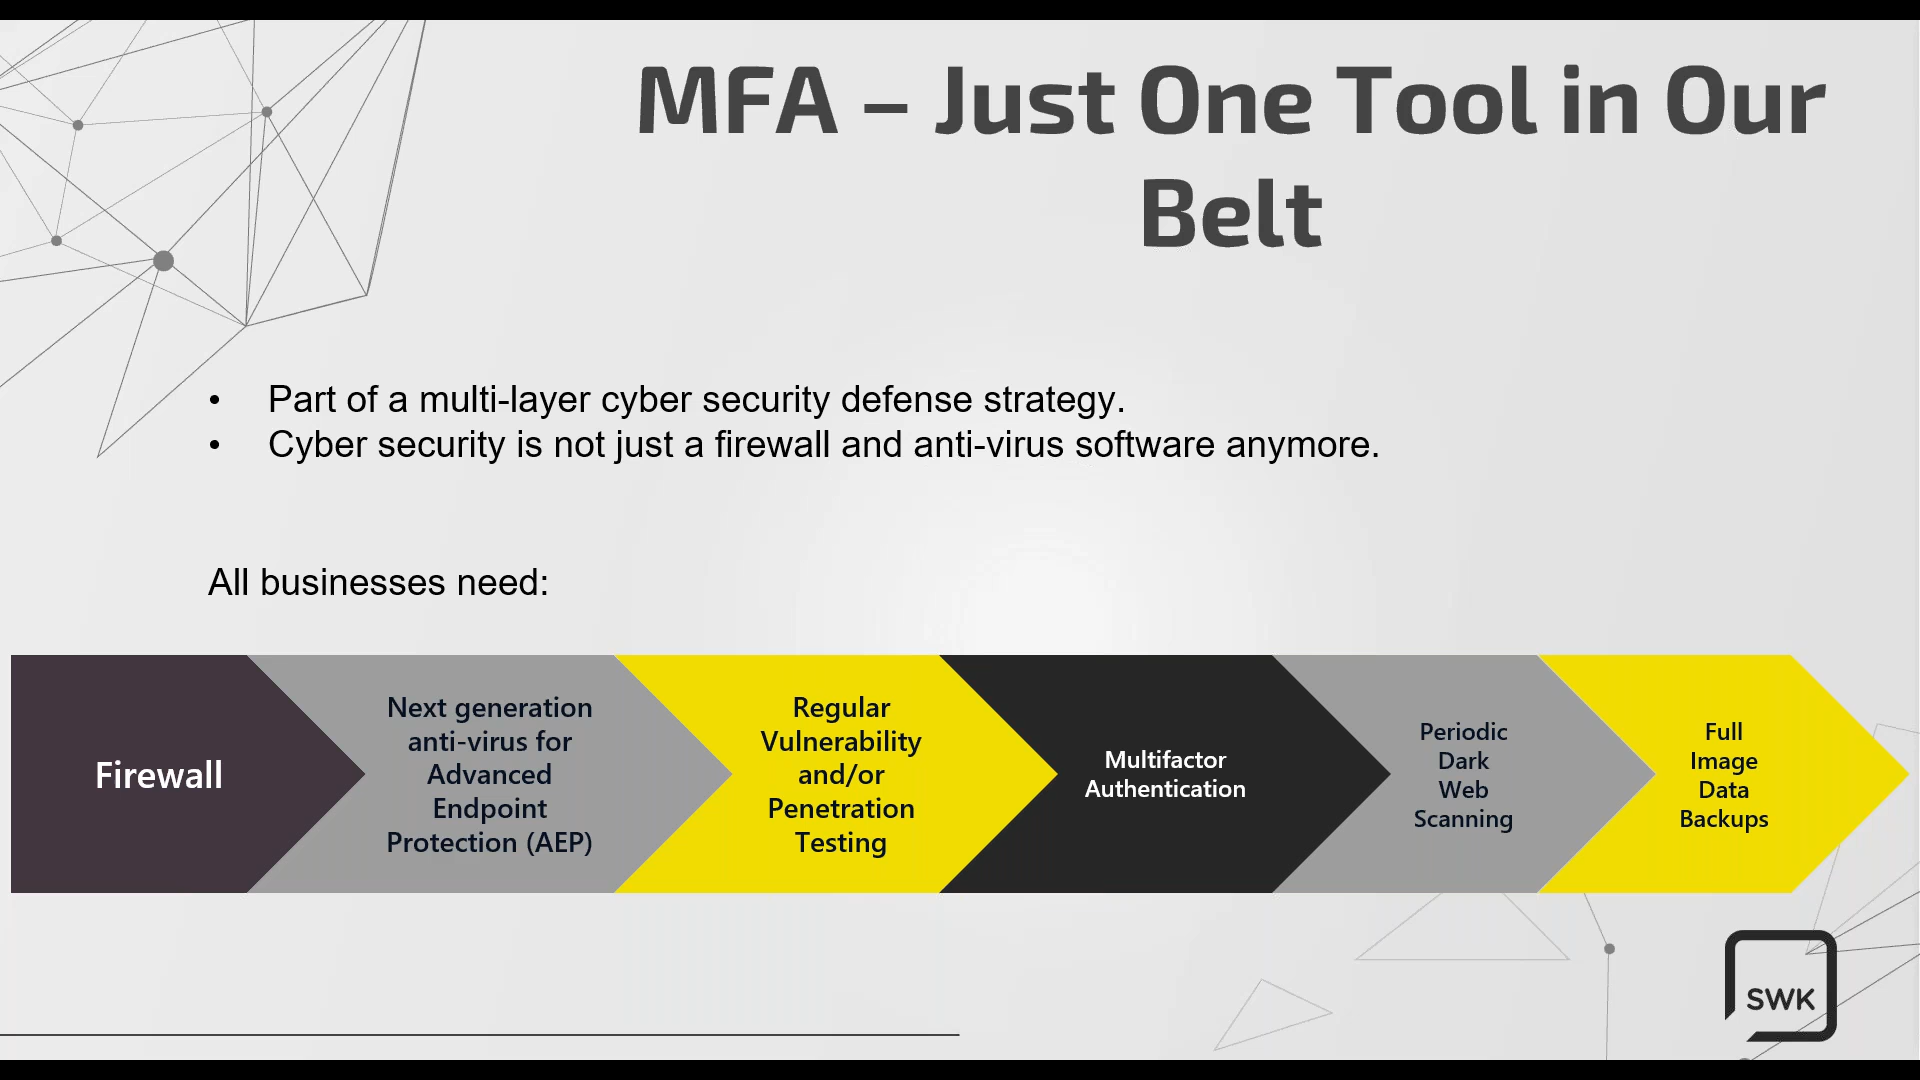 MFA – Just One Tool in Our
Belt
• Part of a multi-layer cyber security defense strategy.
• Cyber security is not just a firewall and anti-virus software anymore.
All businesses need:
Firewall
Next generation
anti-virus for
Advanced
Endpoint
Protection (AEP)
Regular
Vulnerability
and/or
Penetration
Testing
Multifactor
Authentication
Periodic
Dark
Web
Scanning
Full
Image
Data
Backups
SWK